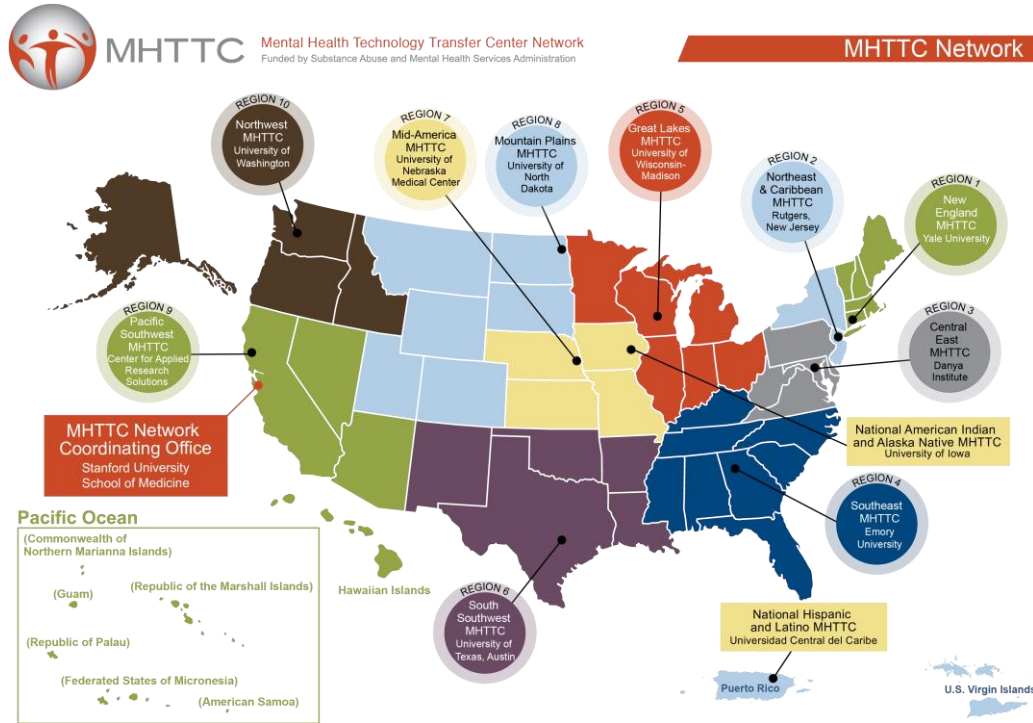 MHTTC
Mental Health Technology Transfer Center Network
Funded by Substance Abuse and Mental Health Services Administration
MHTTC Network
REGION 10
Northwest
MHTTC
University of
Washington
REGION 7
Mid-America
MHTTC
University of
Nebraska
Medical Center
REGION 8
Mountain Plains
MHTTC
University of
North
Dakota
REGION 5
Great Lakes
MHTTC
University of
Wisconsin-
Madison
REGION 2
Northeast
& Caribbean
MHTTC
Rutgers,
New Jersey
REGION 1
New
England
MHTTC
Yale University
REGION 9
Pacific
Southwest
MHTTC
Center for Applied
Research
Solutions
REGION 3
Central
East
MHTTC
Danya
Institute
MHTTC Network
Coordinating Office
Stanford University
School of Medicine
National American Indian
and Alaska Native MHTTC
University of Iowa
REGION 4
Southeast
MHTTC
Emory
University
Pacific Ocean
(Commonwealth of
Northern Marianna Islands)
(Guam)
(Republic of the Marshall Islands)
(Republic of Palau)
(Federated States of Micronesia)
(American Samoa)
Hawaiian Islands
REGION 6
South
Southwest
MHTTC
University of
Texas, Austin
National Hispanic
and Latino MHTTC
Universidad Central del Caribe
Puerto Rico
U.S. Virgin Islands